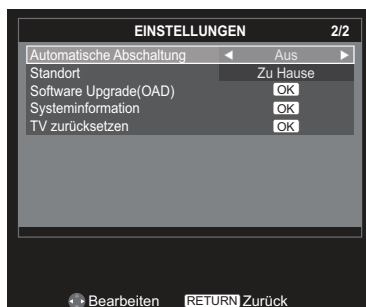 EINSTELLUNGEN 2/2
Automatische Abschaltung Aus
Standort Zu Hause
Software Upgrade(OAD) OK
Systeminformation OK
TV zurücksetzen OK
Bearbeiten RETURN Zurück